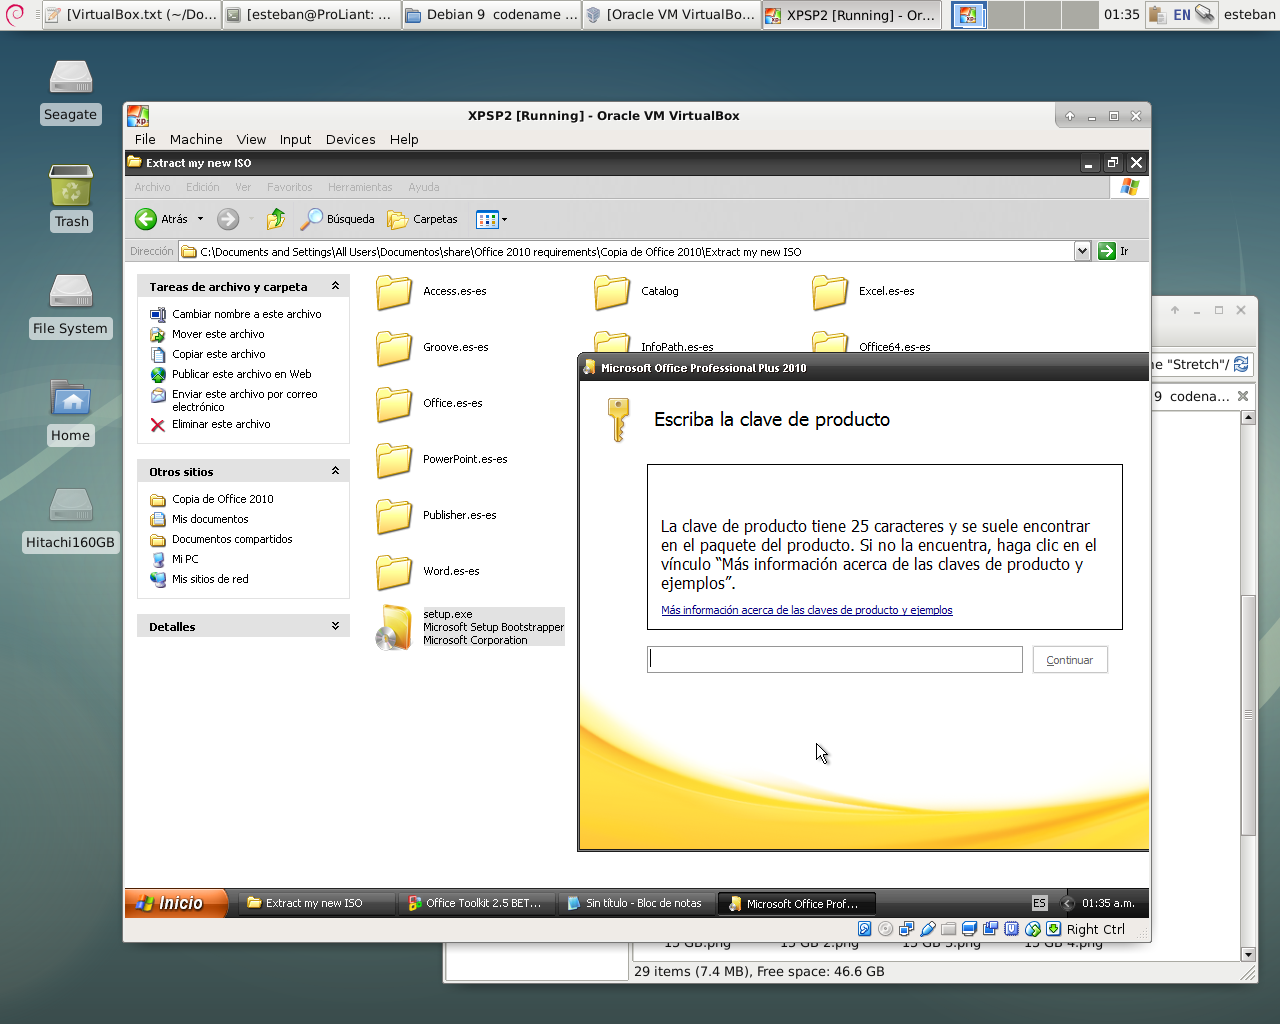 [VirtualBox.txt (~/Do... [esteban@ProLiant: ... Debian 9  codename ... [Oracle VM VirtualBo... XPSP2 [Running] - Or... 01:35 EN esteban
Seagate
Trash
File System
Home
Hitachi160GB
XPSP2 [Running] - Oracle VM VirtualBox
File Machine View Input Devices Help
Extract my new ISO
Archivo Edición Ver Favoritos Herramientas Ayuda
Atrás Búsqueda Carpetas
Dirección C:\Documents and Settings\All Users\Documentos\share\Office 2010 requirements\Copia de Office 2010\Extract my new ISO Ir
Tareas de archivo y carpeta
Cambiar nombre a este archivo
Mover este archivo
Copiar este archivo
Publicar este archivo en Web
Enviar este archivo por correo
electrónico
Eliminar este archivo
Otros sitios
Copia de Office 2010
Mis documentos
Documentos compartidos
Mi PC
Mis sitios de red
Detalles
Access.es-es Catalog Excel.es-es
Groove.es-es InfoPath.es-es Office64.es-es
Office.es-es
PowerPoint.es-es
Publisher.es-es
Word.es-es
setup.exe
Microsoft Setup Bootstrapper
Microsoft Corporation
Microsoft Office Professional Plus 2010
Escriba la clave de producto
La clave de producto tiene 25 caracteres y se suele encontrar
en el paquete del producto. Si no la encuentra, haga clic en el
vínculo “Más información acerca de las claves de producto y
ejemplos”.
Más información acerca de las claves de producto y ejemplos
Continuar
Inicio Extract my new ISO Office Toolkit 2.5 BET... Sin título - Bloc de notas Microsoft Office Prof... ES 01:35 a.m.
Right Ctrl
"Stretch"/
9  codena...
15 GB.png 15 GB 2.png 15 GB 3.png 15 GB 4.png
29 items (7.4 MB), Free space: 46.6 GB